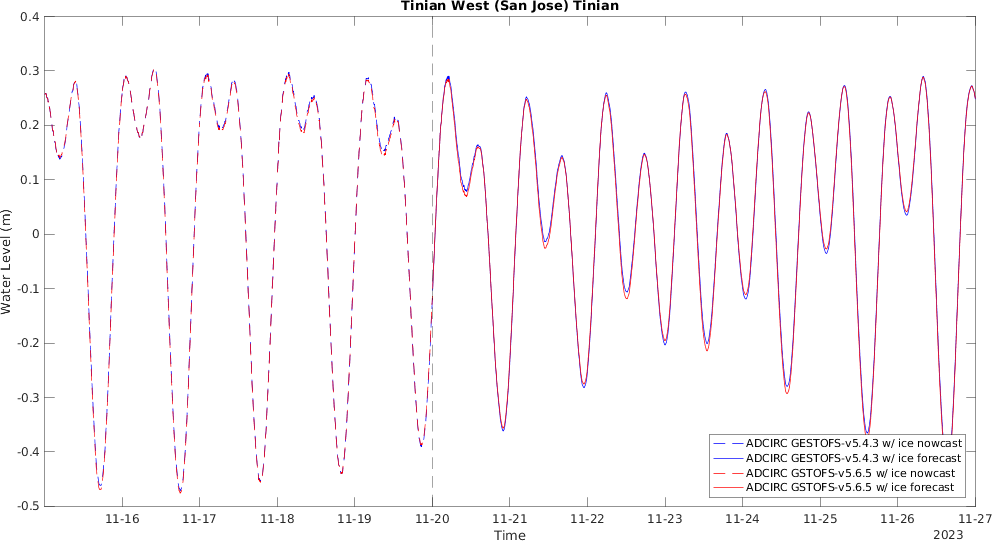 Tinian West (San Jose) Tinian
0.4
0.3
0.2
0.1
0
-0.1
-0.2
-0.3
-0.4
-0.5
Water Level (m)
ADCIRC GESTOFS-v5.4.3 w/ ice nowcast
ADCIRC GESTOFS-v5.4.3 w/ ice forecast
ADCIRC GSTOFS-v5.6.5 w/ ice nowcast
ADCIRC GSTOFS-v5.6.5 w/ ice forecast
11-16 11-17 11-18 11-19 11-20 11-21 11-22 11-23 11-24 11-25 11-26 11-27
Time
2023